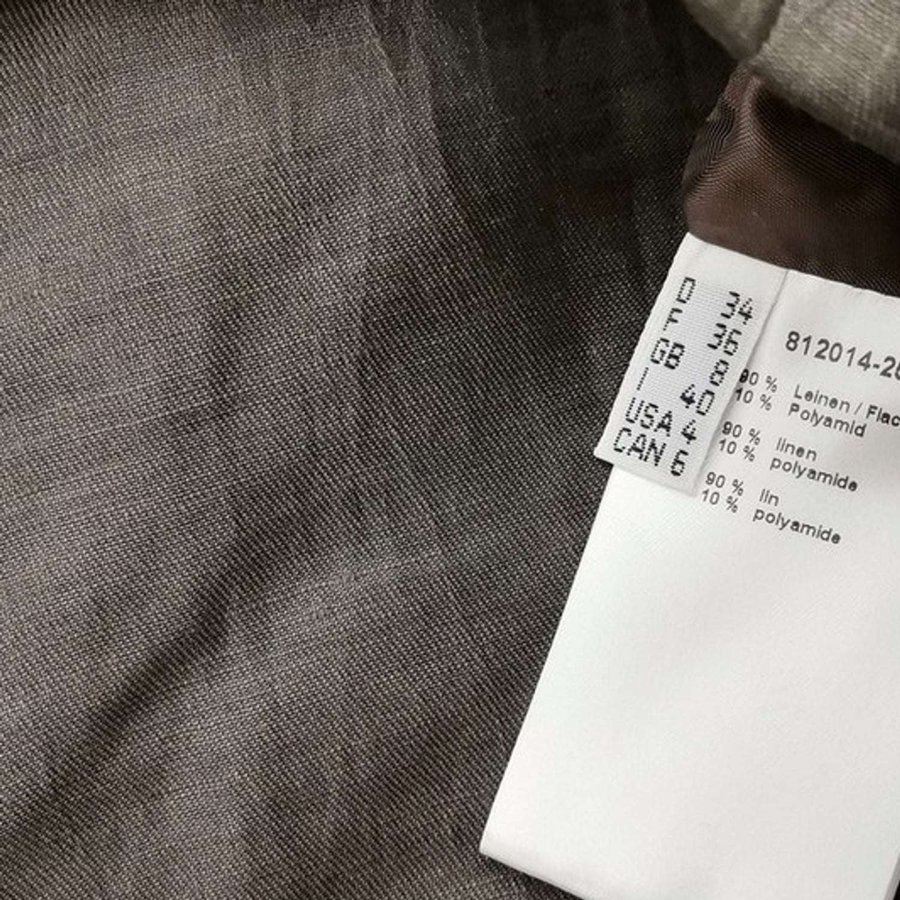 D 34
F 36
GB 8
I 40
USA 4
CAN 6
812014-20
90 % Leinen / Flac
10 % Polyamid
90 % linen
10 % polyamide
90 % lin
10 % polyamide